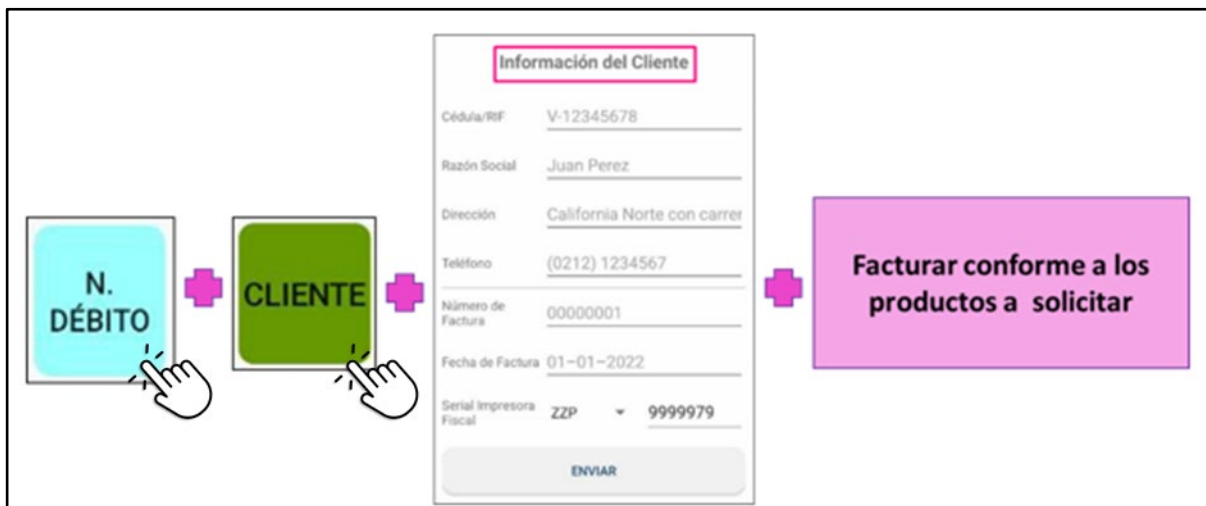 N.
DÉBITO
CLIENTE
Información del Cliente
Cédula/RIF V-12345678
Razón Social Juan Perez
Dirección California Norte con carrer
Teléfono (0212) 1234567
Número de
Factura 00000001
Fecha de Factura 01-01-2022
Serial Impresora
Fiscal ZZP 9999979
ENVIAR
Facturar conforme a los
productos a solicitar